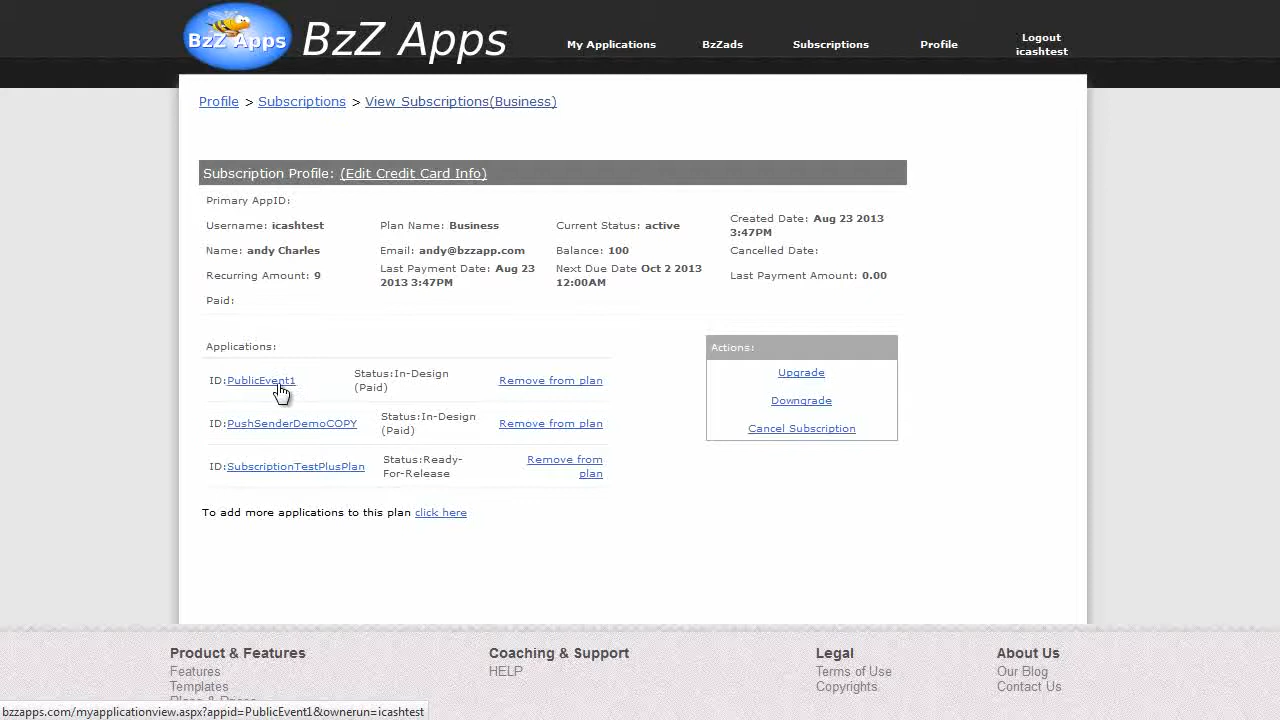 BzZ Apps
BzZ Apps
My Applications
BzZads
Subscriptions
Profile
Logout
icashtest
Profile > Subscriptions > View Subscriptions(Business)
Subscription Profile: (Edit Credit Card Info)
Primary AppID:
Username: icashtest
Plan Name: Business
Current Status: active
Created Date: Aug 23 2013
3:47PM
Name: andy Charles
Email: andy@bzzapp.com
Balance: 100
Cancelled Date:
Recurring Amount: 9
Last Payment Date: Aug 23
2013 3:47PM
Next Due Date Oct 2 2013
12:00AM
Last Payment Amount: 0.00
Paid:
Applications:
ID:PublicEvent1
Status:In-Design
(Paid)
Remove from plan
ID:PushSenderDemoCOPY
Status:In-Design
(Paid)
Remove from plan
ID:SubscriptionTestPlusPlan
Status:Ready-
For-Release
Remove from
plan
To add more applications to this plan click here
Actions:
Upgrade
Downgrade
Cancel Subscription
Product & Features
Features
Templates
Coaching & Support
HELP
Legal
Terms of Use
Copyrights
About Us
Our Blog
Contact Us
bzzapps.com/myapplicationview.aspx?appid=PublicEvent1&ownerun=icashtest